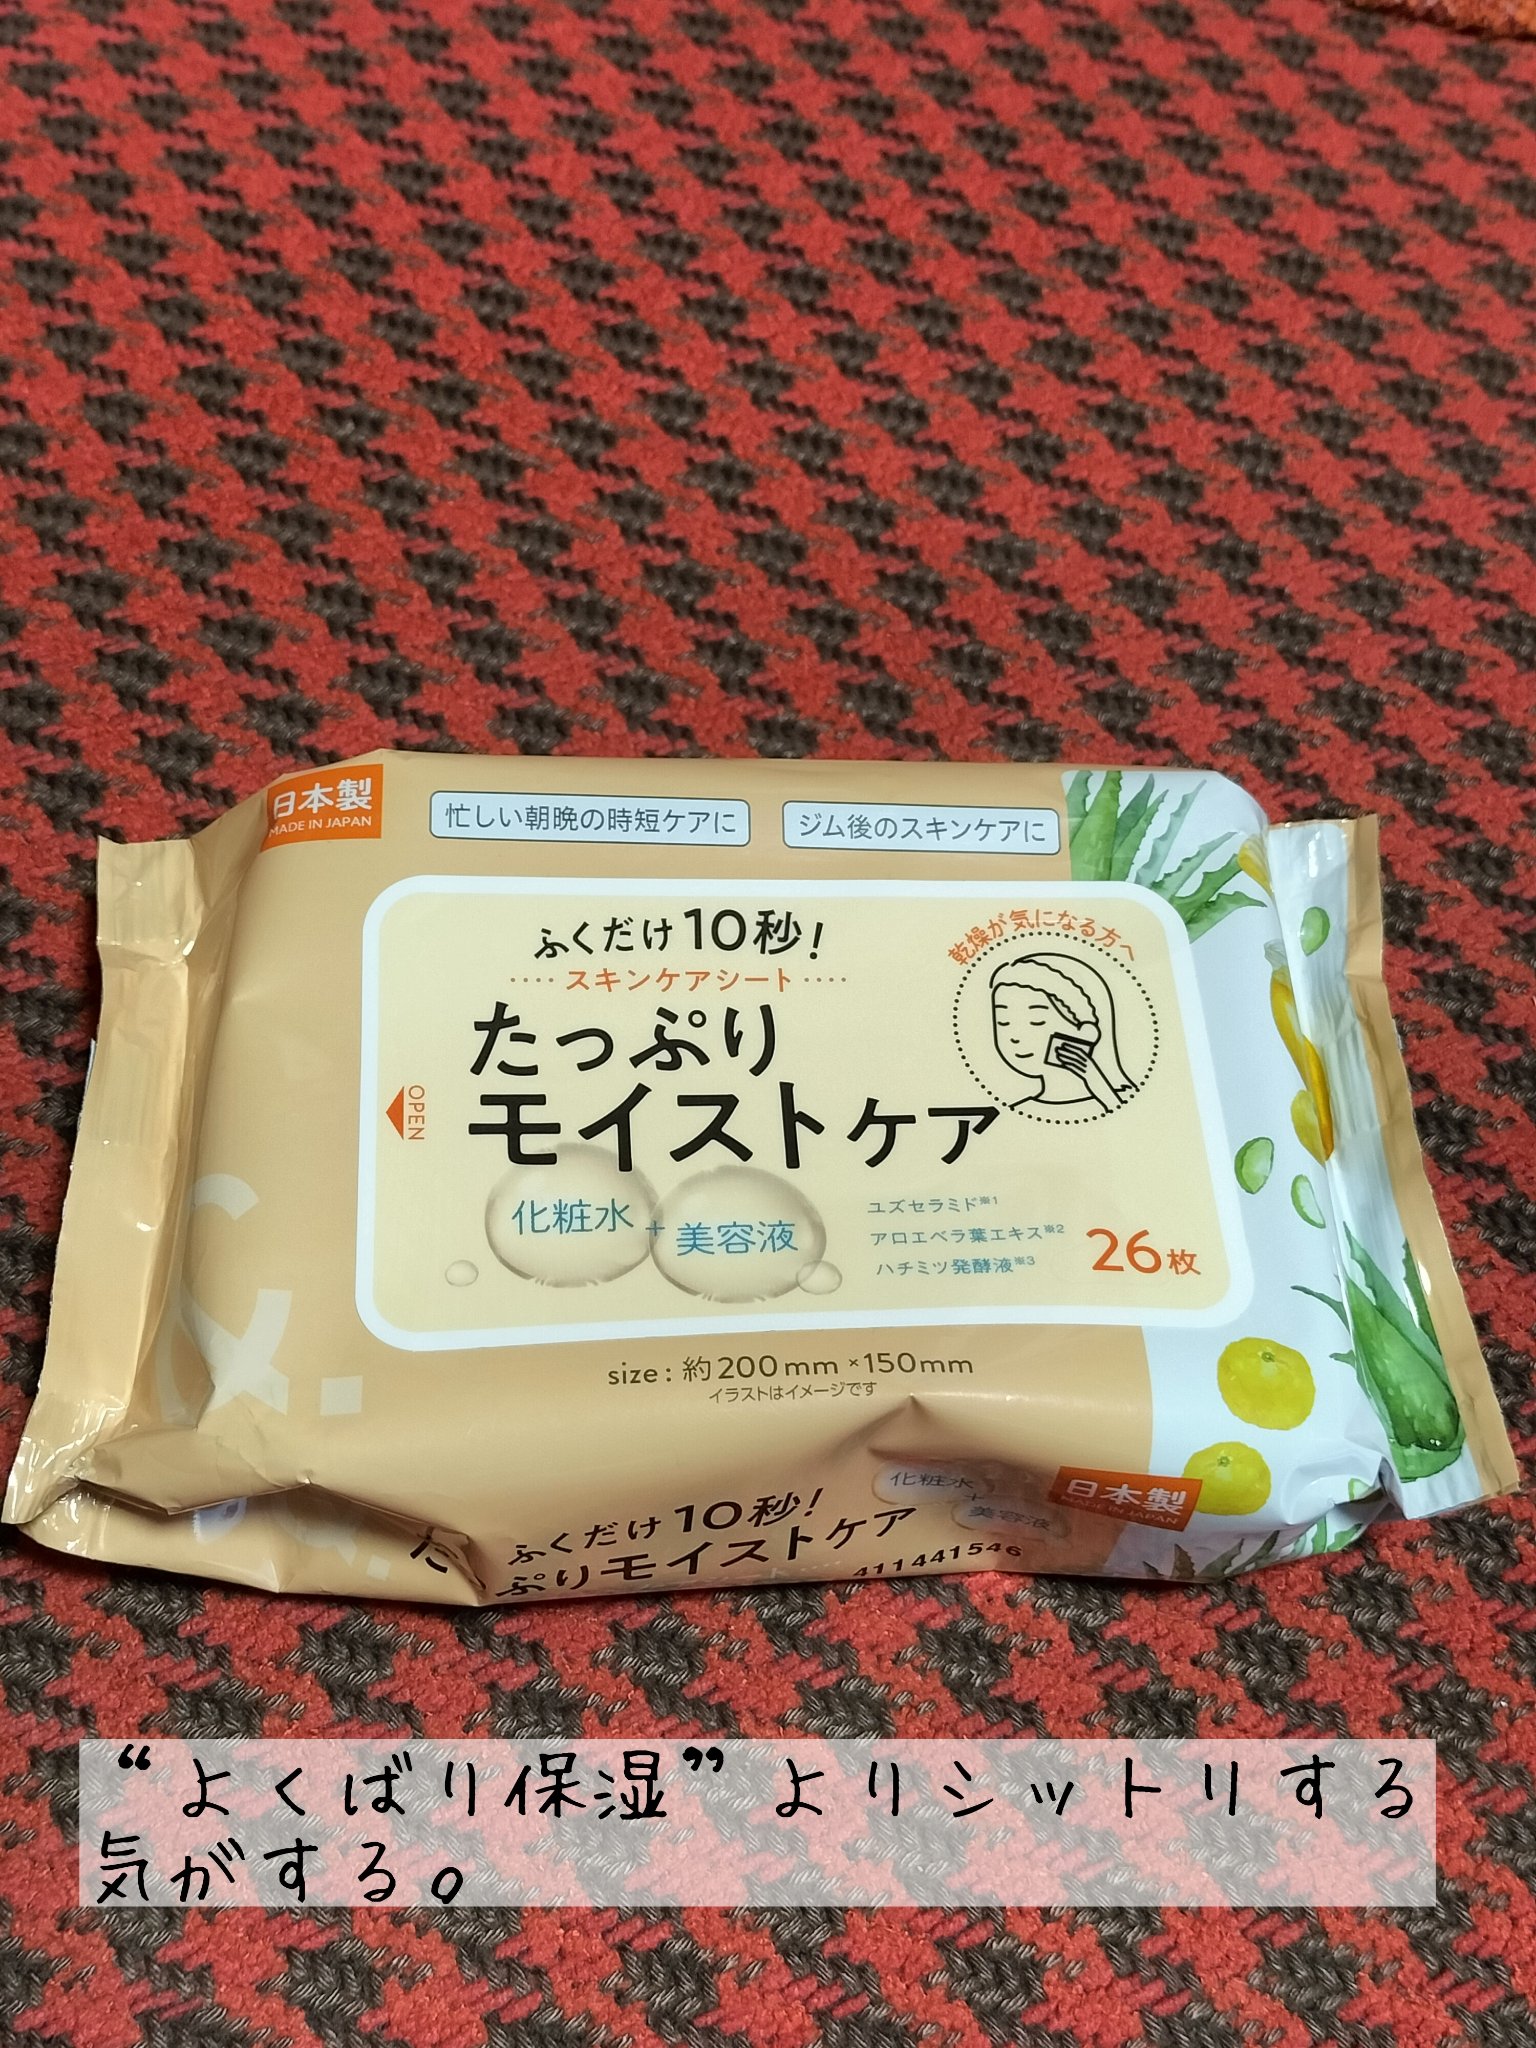 日本製
MADE IN JAPAN
忙しい朝晩の時短ケアに
ジム後のスキンケアに
ふくだけ10秒!
スキンケアシート
たっぷり
モイストケア
乾燥が気になる方へ
OPEN
化粧水+美容液
ユズセラミド※1
アロエベラ葉エキス※2
ハチミツ発酵液※3
26枚
size : 約200mm×150mm
イラストはイメージです
化粧水
+
美容液
日本製
MADE IN JAPAN
ふくだけ10秒!
た ぷりモイストケア
411441546
“よくばり保湿”よりシットリする
気がする。